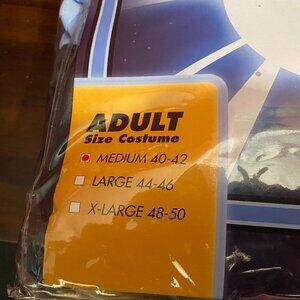 ADULT
Size Costume
MEDIUM 40-42
LARGE 44-46
X-LARGE 48-50